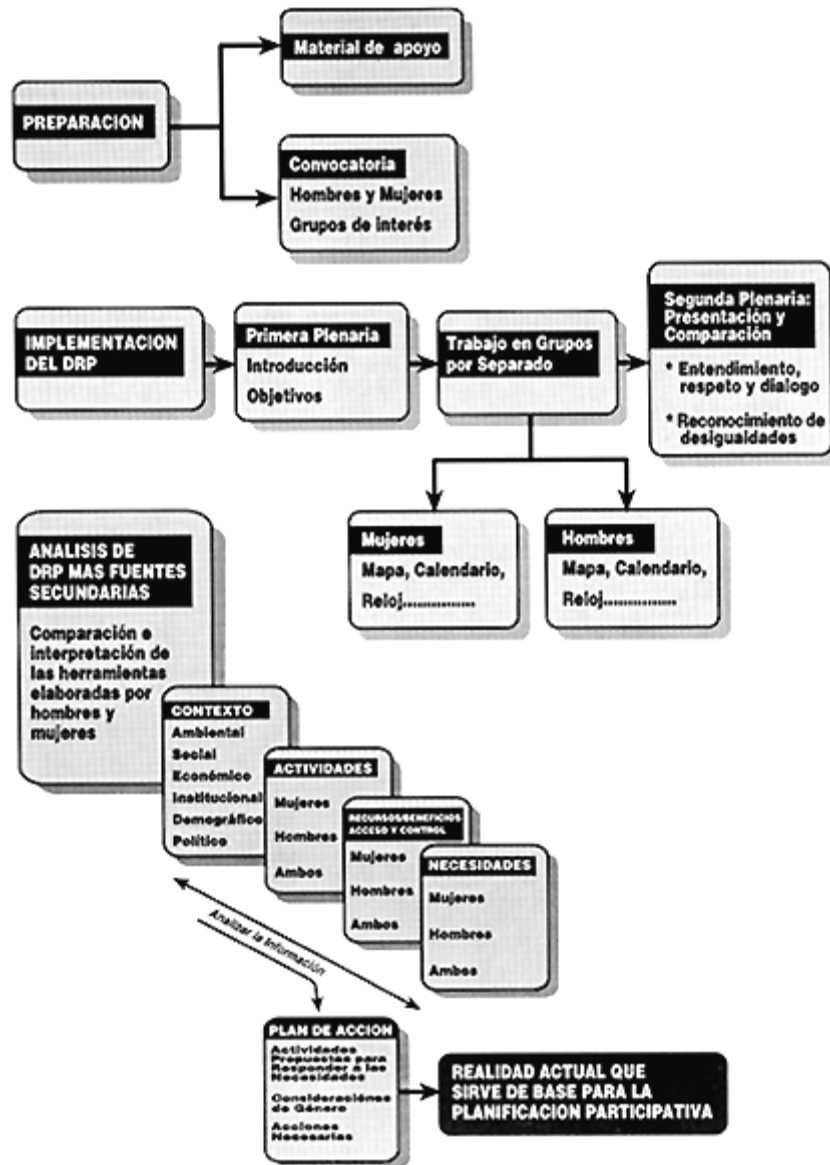 Material de apoyo
PREPARACION
Convocatoria
Hombres y Mujeres
Grupos de interés
IMPLEMENTACION
DEL DRP
Primera Plenaria
Introducción
Objetivos
Trabajo en Grupos
por Separado
Segunda Plenaria:
Presentación y
Comparación
* Entendimiento,
respeto y dialogo
* Reconocimiento de
desigualdades
Mujeres
Mapa, Calendario,
Reloj................
Hombres
Mapa, Calendario,
Reloj................
ANALISIS DE
DRP MAS FUENTES
SECUNDARIAS
Comparación e
interpretación de
las herramientas
elaboradas por
hombres y
mujeres
CONTEXTO
Ambiental
Social
Económico
Institucional
Demográfico
Político
ACTIVIDADES
Mujeres
Hombres
Ambos
RECURSOS/BENEFICIOS
ACCESO Y CONTROL
Mujeres
Hombres
Ambos
NECESIDADES
Mujeres
Hombres
Ambos
Analizar la Información
PLAN DE ACCION
Actividades
Propuestas para
Responder a las
Necesidades
Consideraciónes
de Género
Acciones
Necesarias
REALIDAD ACTUAL QUE
SIRVE DE BASE PARA LA
PLANIFICACION PARTICIPATIVA